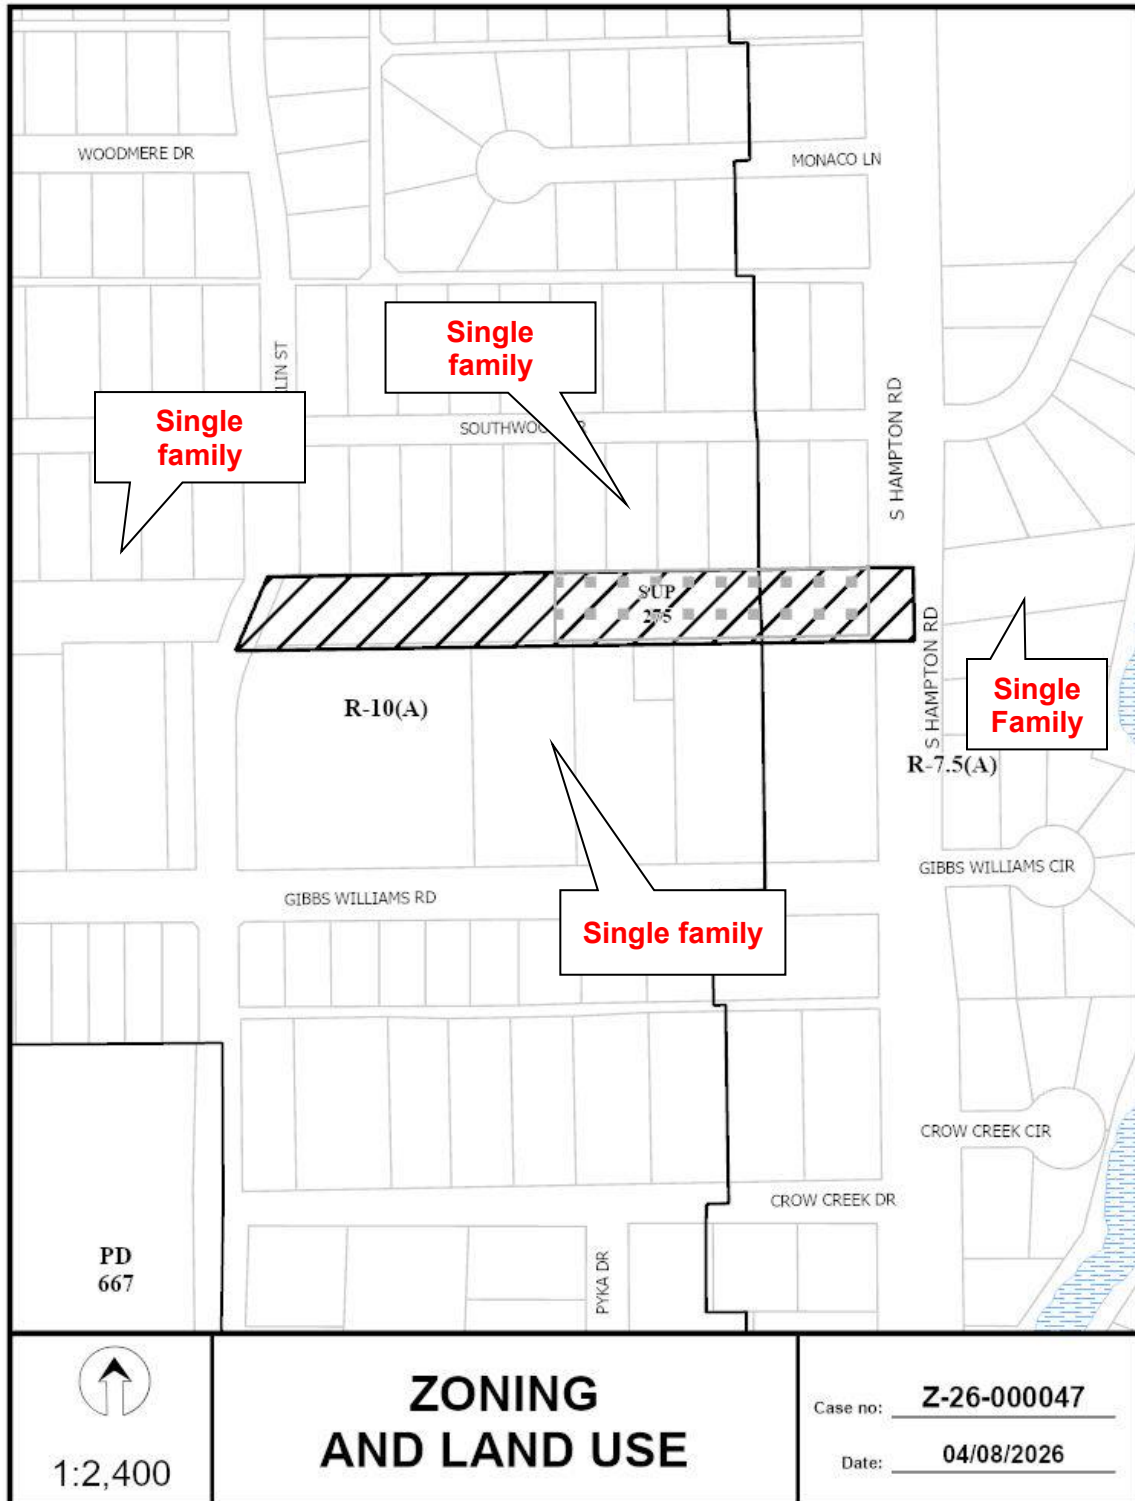 WOODMERE DR
MONACO LN
Single
family
LIN ST
Single
family
S HAMPTON RD
SOUTHWOO
SUP
S HAMPTON RD
Single
Family
R-10(A)
R-7.5(A)
GIBBS WILLIAMS CIR
GIBBS WILLIAMS RD
Single family
CROW CREEK CIR
CROW CREEK DR
PYKA DR
PD
667
1:2,400
ZONING
AND LAND USE
Case no: Z-26-000047
Date: 04/08/2026